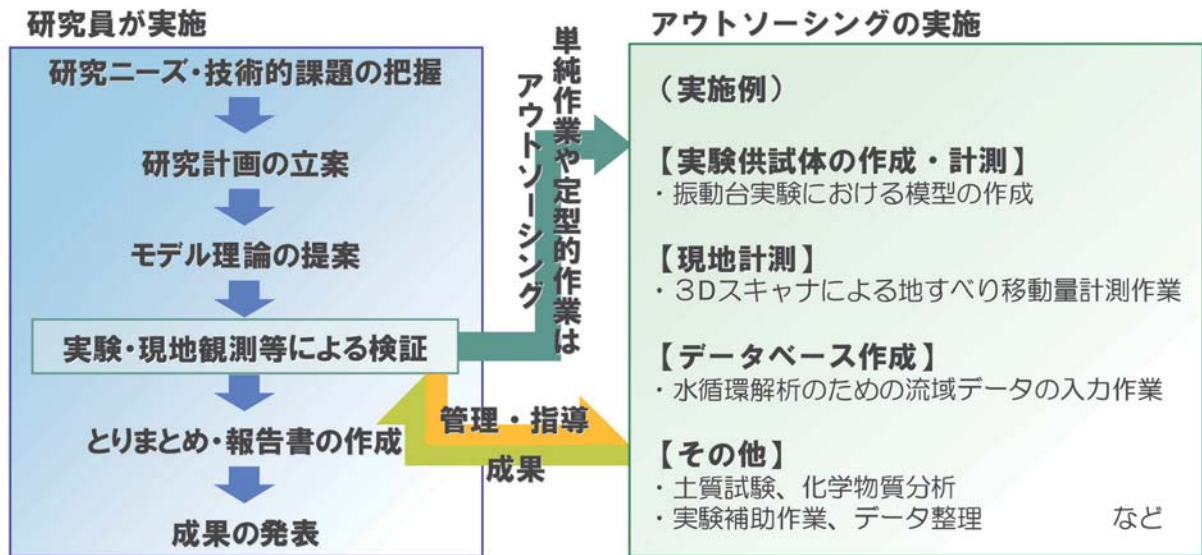 研究員が実施
研究ニーズ・技術的課題の把握
研究計画の立案
モデル理論の提案
実験・現地観測等による検証
とりまとめ・報告書の作成
成果の発表
単純作業や定型的作業は
アウトソーシング
管理・指導
成果
アウトソーシングの実施
（実施例）
【実験供試体の作成・計測】
・振動台実験における模型の作成
【現地計測】
・３Dスキャナによる地すべり移動量計測作業
【データベース作成】
・水循環解析のための流域データの入力作業
【その他】
・土質試験、化学物質分析
・実験補助作業、データ整理　　　など